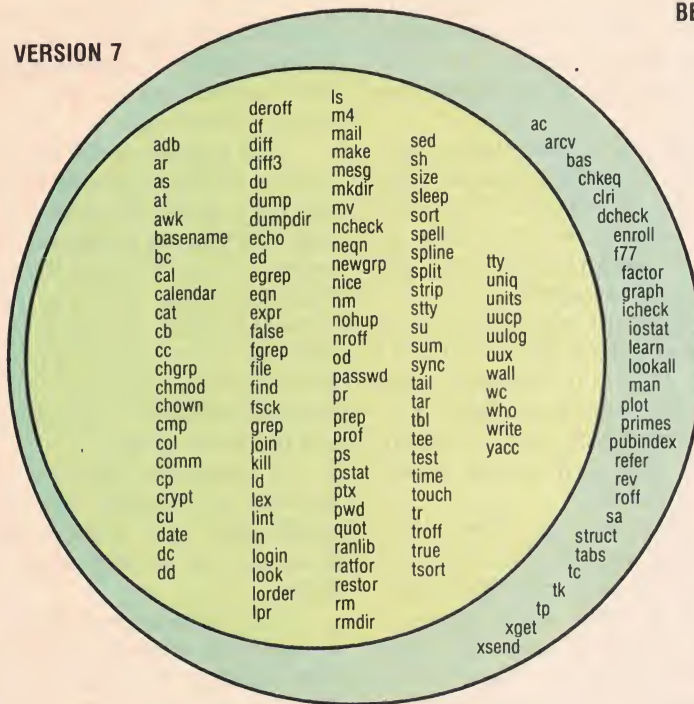 BE
VERSION 7
adb
ar
as
at
awk
basename
bc
cal
calendar
cat
cb
cc
chgrp
chmod
chown
cmp
col
comm
cp
crypt
cu
date
dc
dd
deroff
df
diff
diff3
du
dump
dumpdir
echo
ed
egrep
eqn
expr
false
fgrep
file
find
fsck
grep
join
kill
ld
lex
lint
ln
login
look
lorder
lpr
ls
m4
mail
make
mesg
mkdir
mv
ncheck
neqn
newgrp
nice
nm
nohup
nroff
od
passwd
pr
prep
prof
ps
pstat
ptx
pwd
quot
ranlib
ratfor
restor
rm
rmdir
sed
sh
size
sleep
sort
spell
spline
split
strip
stty
su
sum
sync
tail
tar
tbl
tee
test
time
touch
tr
troff
true
tsort
tty
uniq
units
uucp
uulog
uux
wall
wc
who
write
yacc
ac
arcv
bas
chkeq
clri
dcheck
enroll
f77
factor
graph
icheck
iostat
learn
lookall
man
plot
primes
pubindex
refer
rev
roff
sa
struct
tabs
tc
tk
tp
xget
xsend